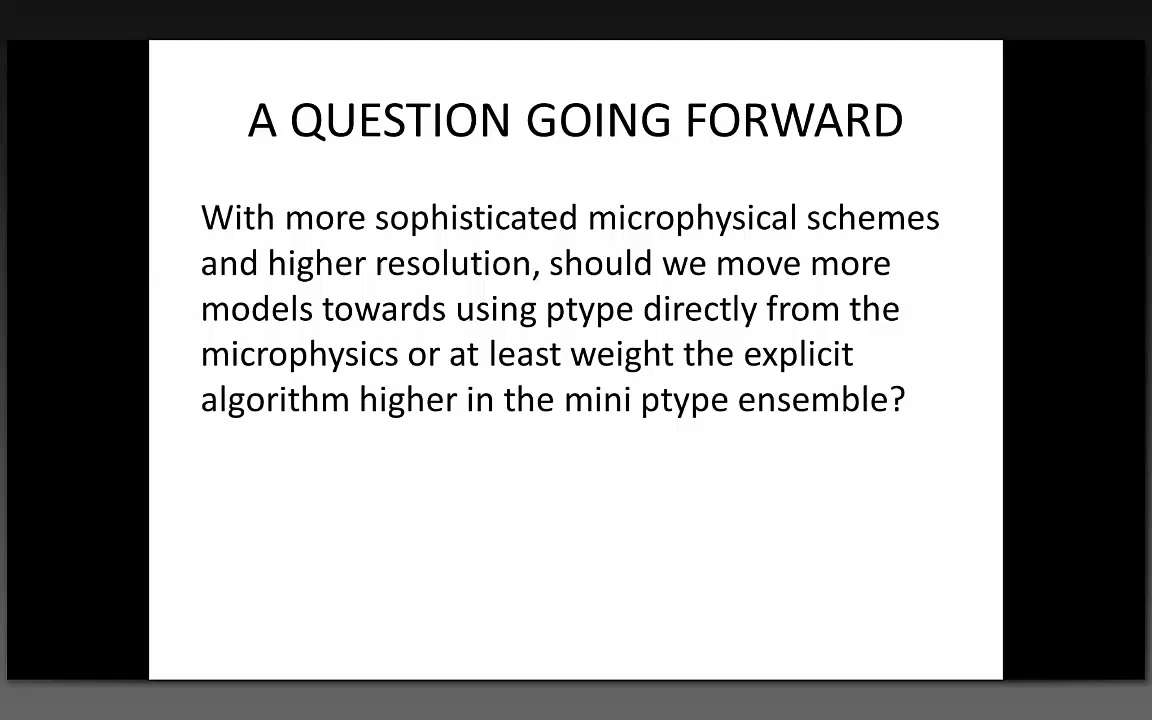 A QUESTION GOING FORWARD
With more sophisticated microphysical schemes
and higher resolution, should we move more
models towards using ptype directly from the
microphysics or at least weight the explicit
algorithm higher in the mini ptype ensemble?